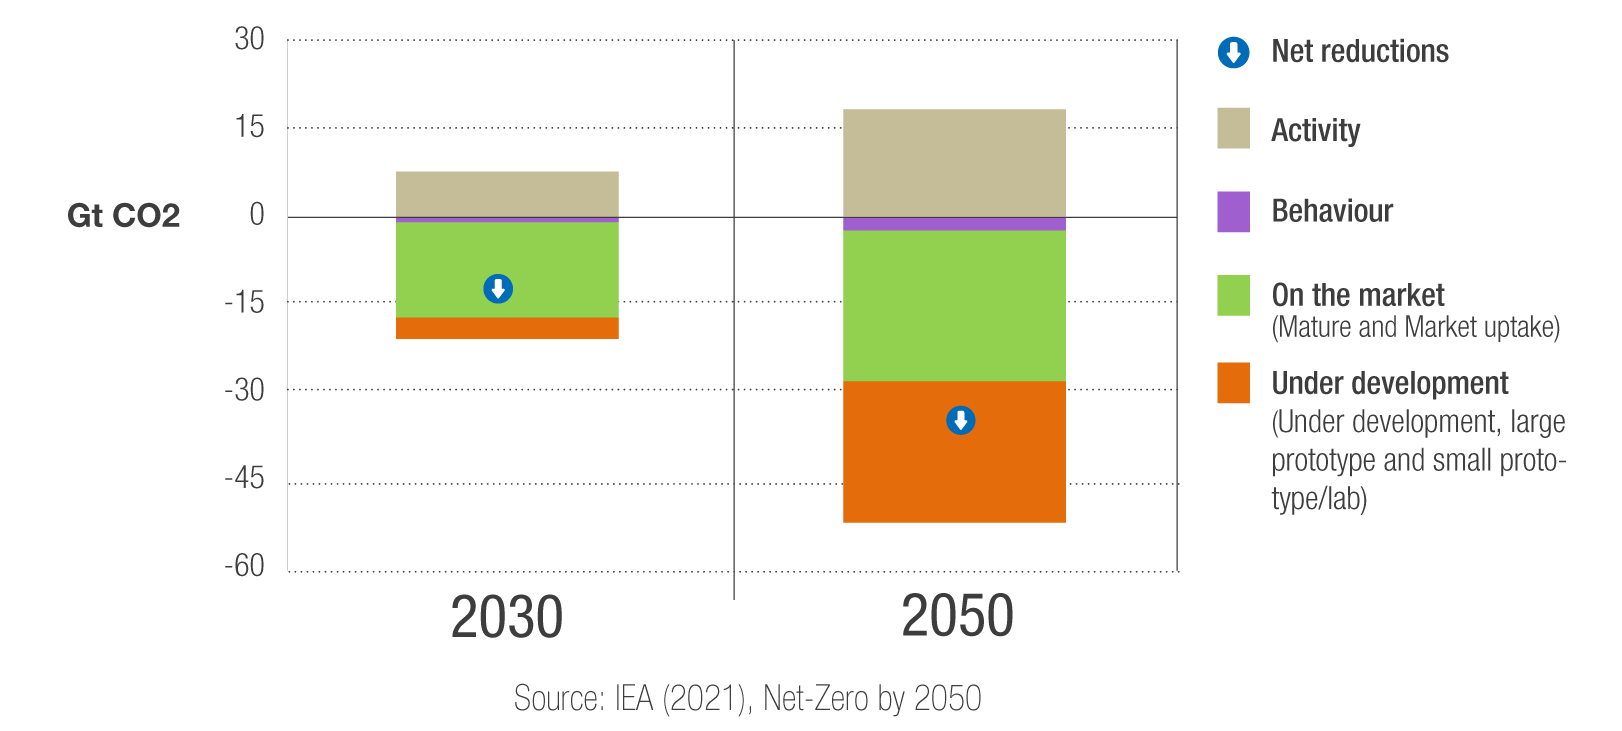 30
15
Gt CO2
0
-15
-30
-45
-60
2030
2050
Net reductions
Activity
Behaviour
On the market
(Mature and Market uptake)
Under development
(Under development, large
prototype and small proto-
type/lab)
Source: IEA (2021), Net-Zero by 2050